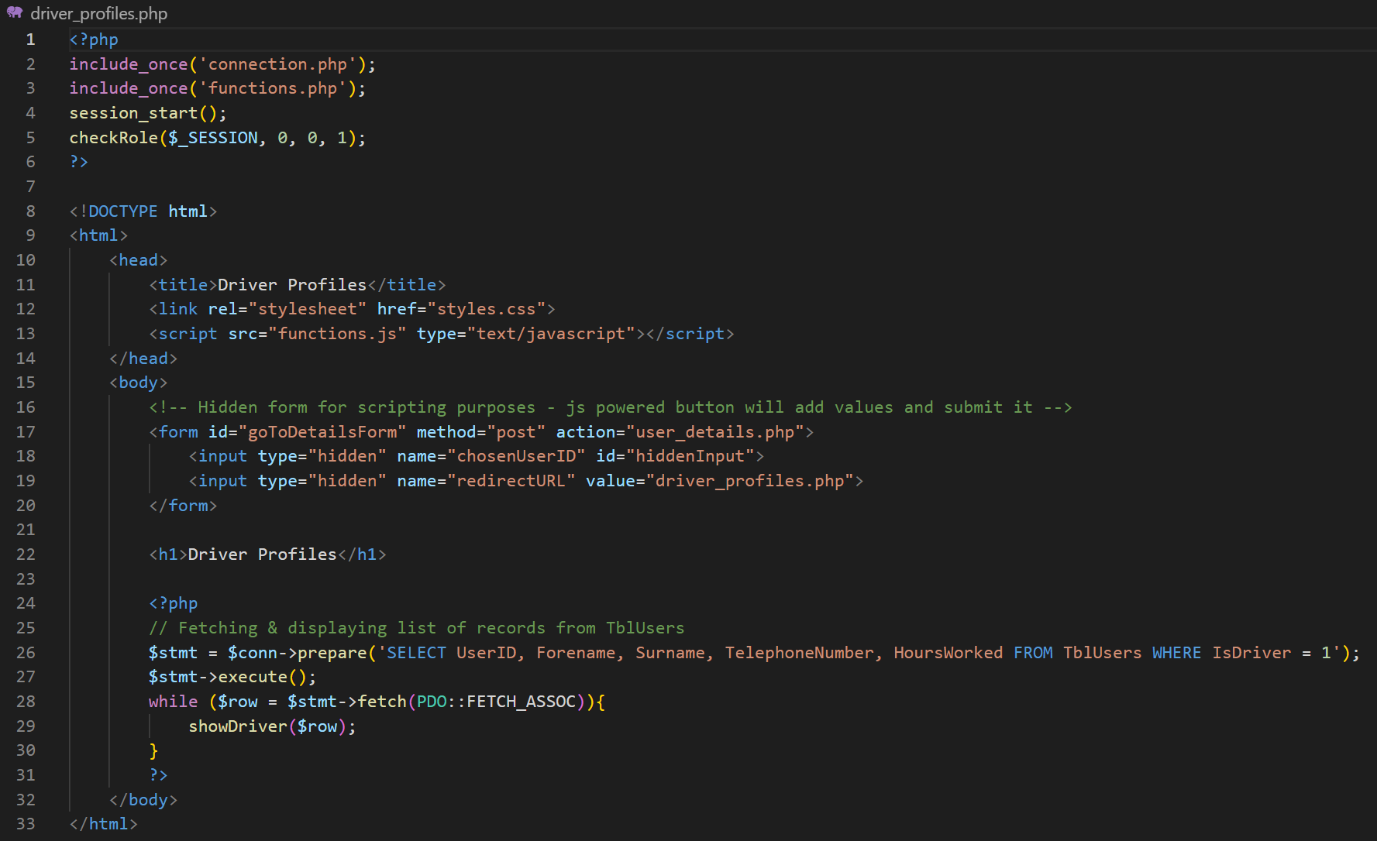 driver_profiles.php
1 <?php
2 include_once('connection.php');
3 include_once('functions.php');
4 session_start();
5 checkRole($_SESSION, 0, 0, 1);
6 ?>
7
8 <!DOCTYPE html>
9 <html>
10     <head>
11         <title>Driver Profiles</title>
12         <link rel="stylesheet" href="styles.css">
13         <script src="functions.js" type="text/javascript"></script>
14     </head>
15     <body>
16         <!-- Hidden form for scripting purposes - js powered button will add values and submit it -->
17         <form id="goToDetailsForm" method="post" action="user_details.php">
18             <input type="hidden" name="chosenUserID" id="hiddenInput">
19             <input type="hidden" name="redirectURL" value="driver_profiles.php">
20         </form>
21
22         <h1>Driver Profiles</h1>
23
24         <?php
25         // Fetching & displaying list of records from TblUsers
26         $stmt = $conn->prepare('SELECT UserID, Forename, Surname, TelephoneNumber, HoursWorked FROM TblUsers WHERE IsDriver = 1');
27         $stmt->execute();
28         while ($row = $stmt->fetch(PDO::FETCH_ASSOC)){
29             showDriver($row);
30         }
31         ?>
32     </body>
33 </html>